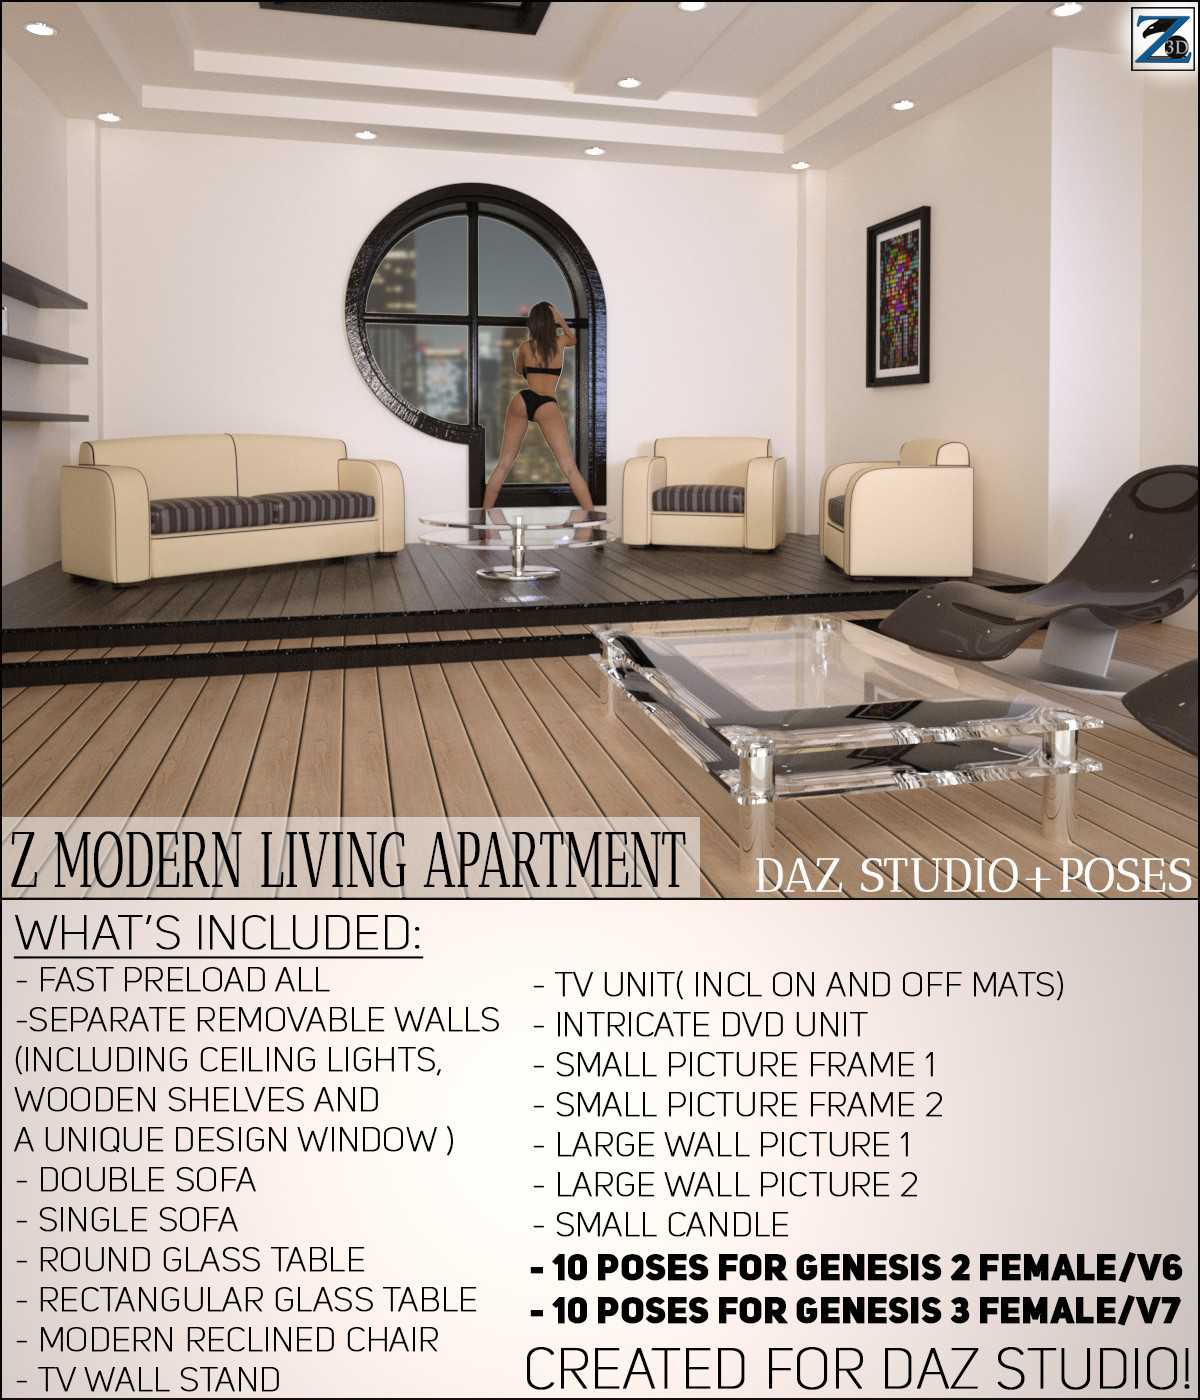 Z
3D
Z MODERN LIVING APARTMENT
DAZ STUDIO+POSES
WHAT'S INCLUDED:
- FAST PRELOAD ALL
-SEPARATE REMOVABLE WALLS
(INCLUDING CEILING LIGHTS,
WOODEN SHELVES AND
A UNIQUE DESIGN WINDOW )
- DOUBLE SOFA
- SINGLE SOFA
- ROUND GLASS TABLE
- RECTANGULAR GLASS TABLE
- MODERN RECLINED CHAIR
- TV WALL STAND
- TV UNIT( INCL ON AND OFF MATS)
- INTRICATE DVD UNIT
- SMALL PICTURE FRAME 1
- SMALL PICTURE FRAME 2
- LARGE WALL PICTURE 1
- LARGE WALL PICTURE 2
- SMALL CANDLE
- 10 POSES FOR GENESIS 2 FEMALE/V6
- 10 POSES FOR GENESIS 3 FEMALE/V7
CREATED FOR DAZ STUDIO!